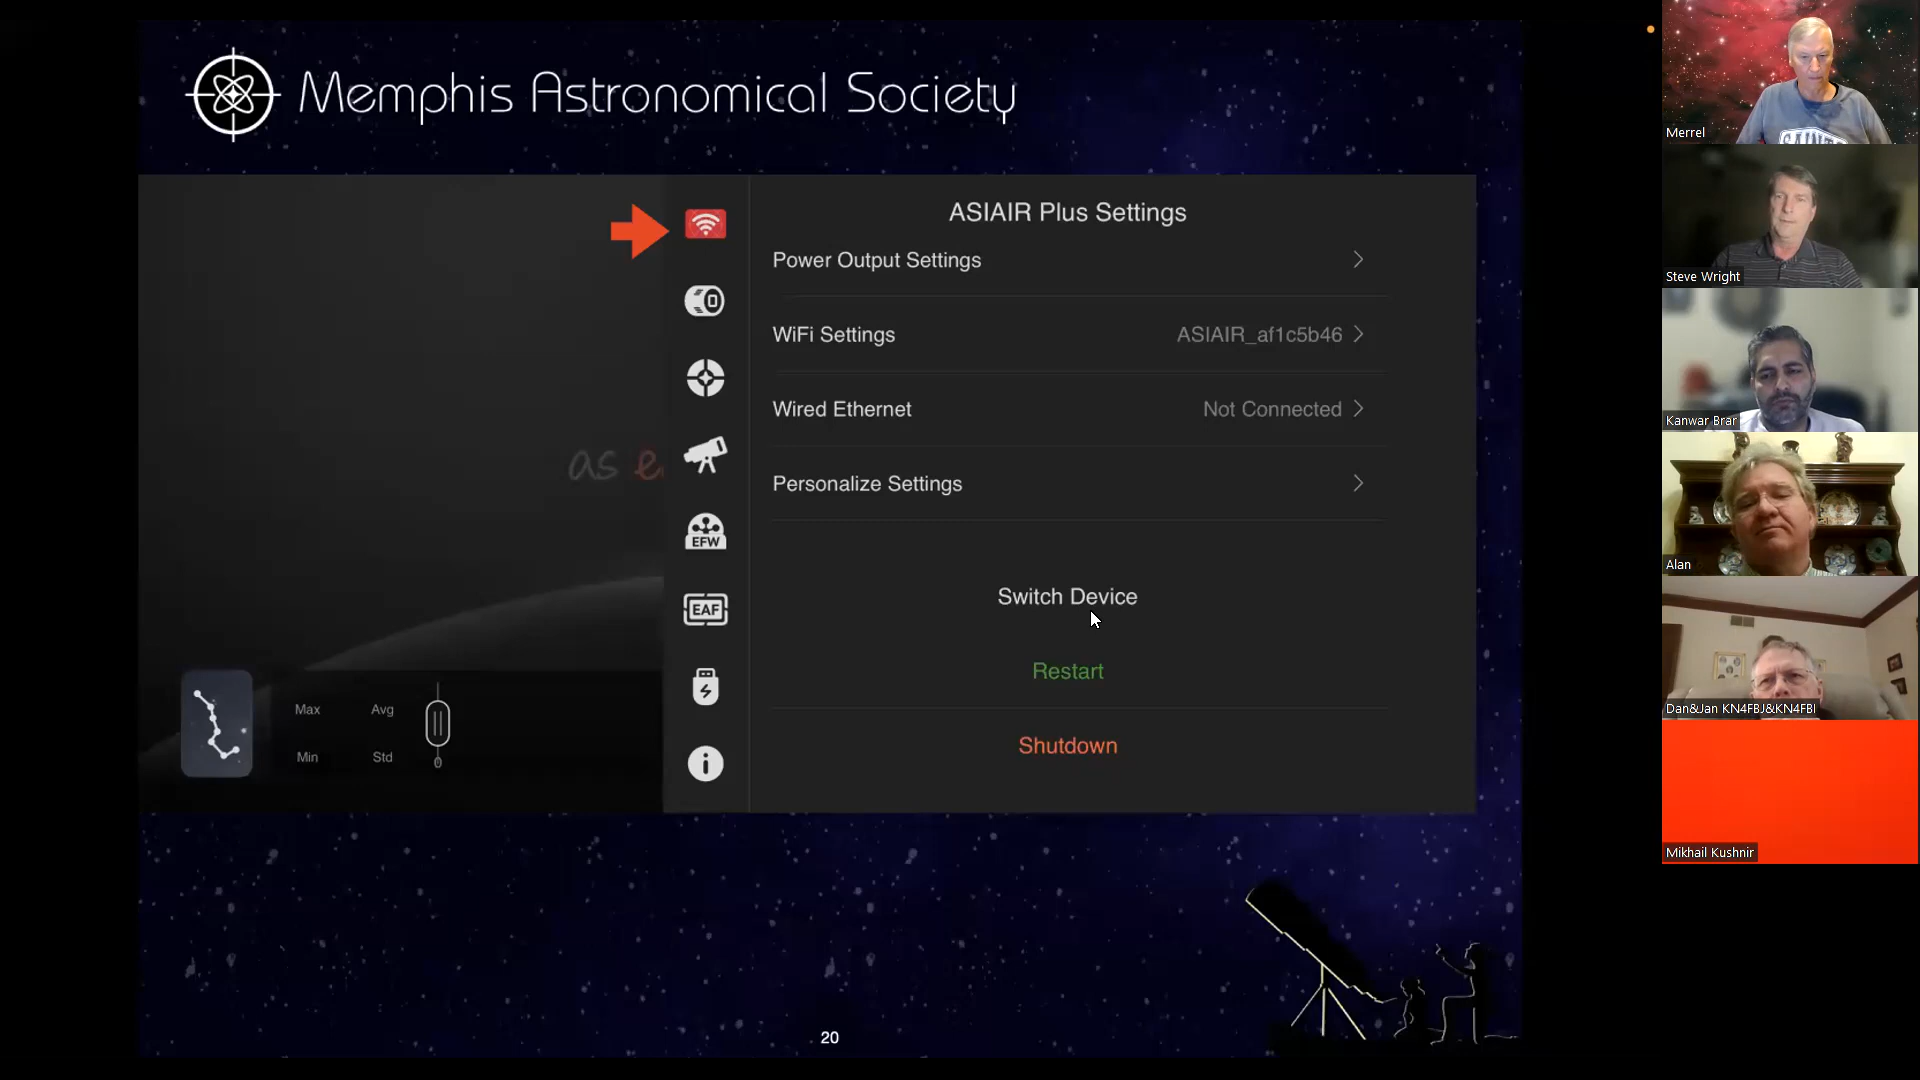 Memphis Astronomical Society
ASIAIR Plus Settings
Power Output Settings
WiFi Settings ASIAIR_af1c5b46
Wired Ethernet Not Connected
as e
Personalize Settings
EFW
Switch Device
EAF
Restart
Max Avg
Min Std
0
Shutdown
20
Merrel
Steve Wright
Kanwar Brar
Alan
Dan&Jan KN4FBJ&KN4FBI
Mikhail Kushnir